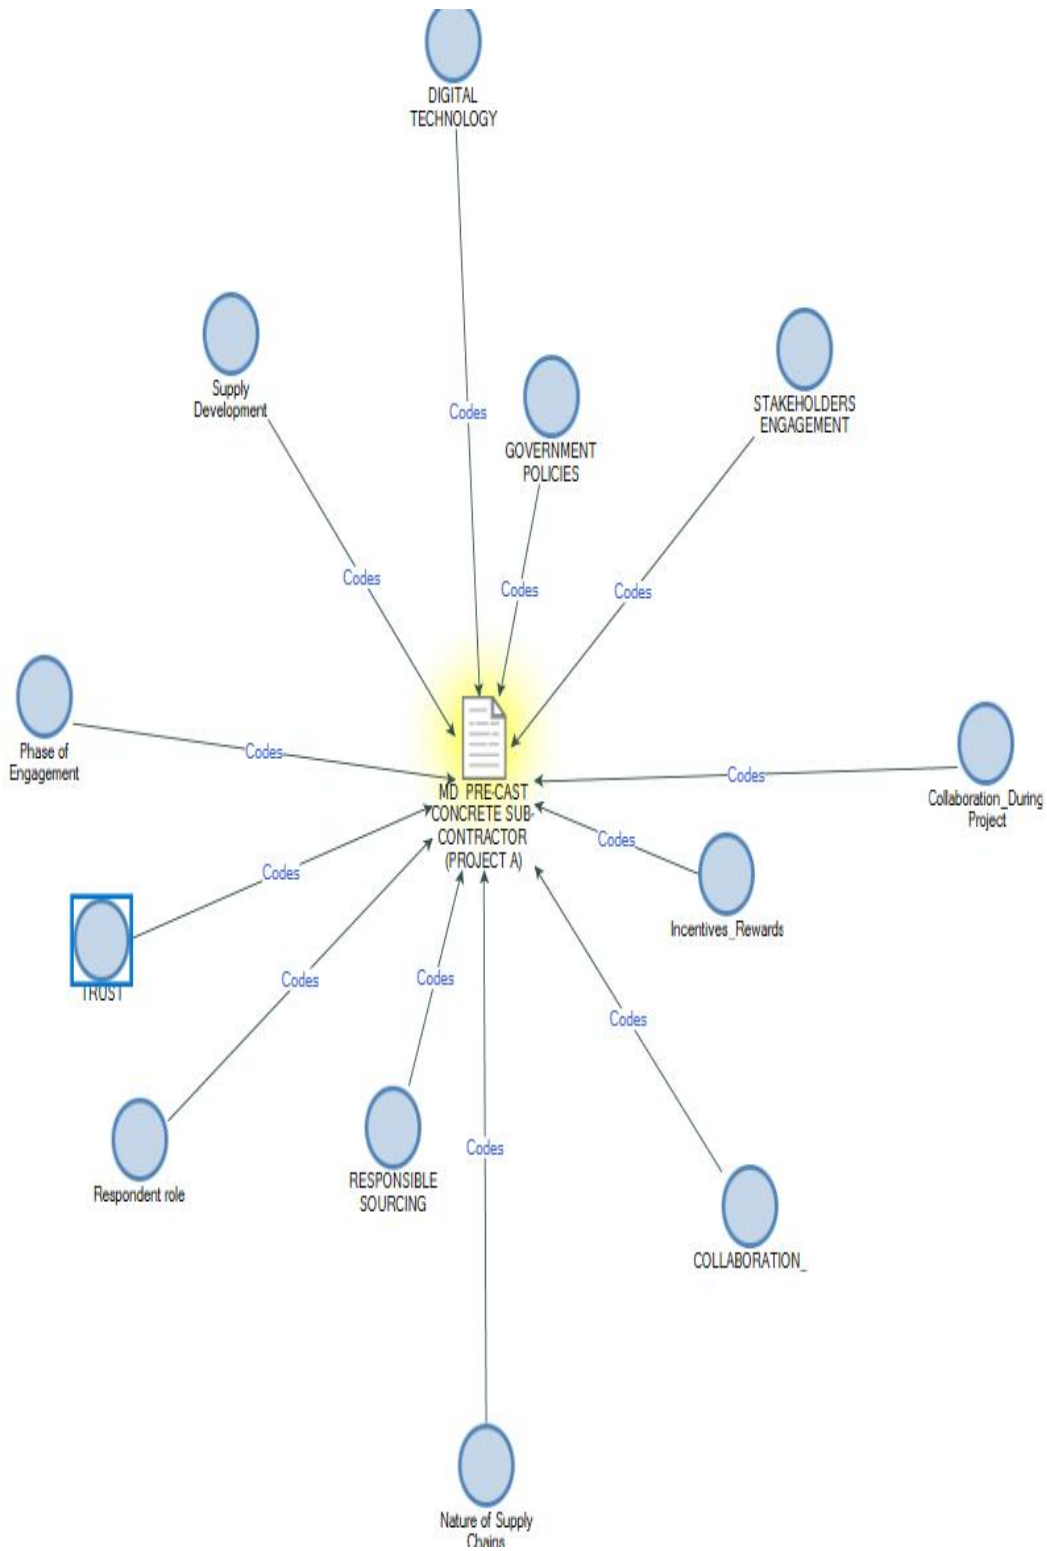 DIGITAL
TECHNOLOGY
Supply
Development
Codes
GOVERNMENT
POLICIES
STAKEHOLDERS
ENGAGEMENT
Codes
Codes
Codes
Phase of
Engagement
Codes
MD PRE-CAST
CONCRETE SUB-
CONTRACTOR
(PROJECT A)
Codes
Collaboration_During
Project
Codes
Incentives_Rewards
Codes
TRUST
Codes
Codes
Codes
Respondent role
RESPONSIBLE
SOURCING
Codes
COLLABORATION_
Nature of Supply
Chains